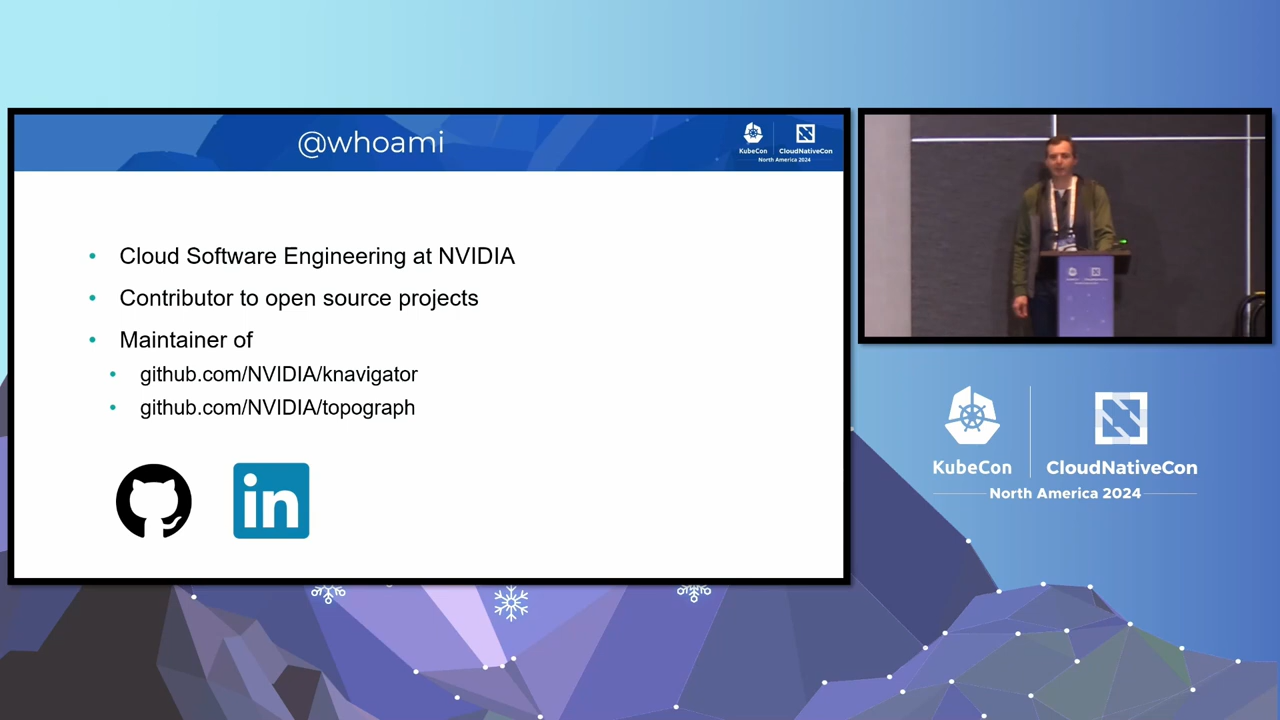 @whoami
KubeCon
CloudNativeCon
North America 2024
Cloud Software Engineering at NVIDIA
Contributor to open source projects
Maintainer of
github.com/NVIDIA/knavigator
github.com/NVIDIA/topograph
in
KubeCon
CloudNativeCon
North America 2024